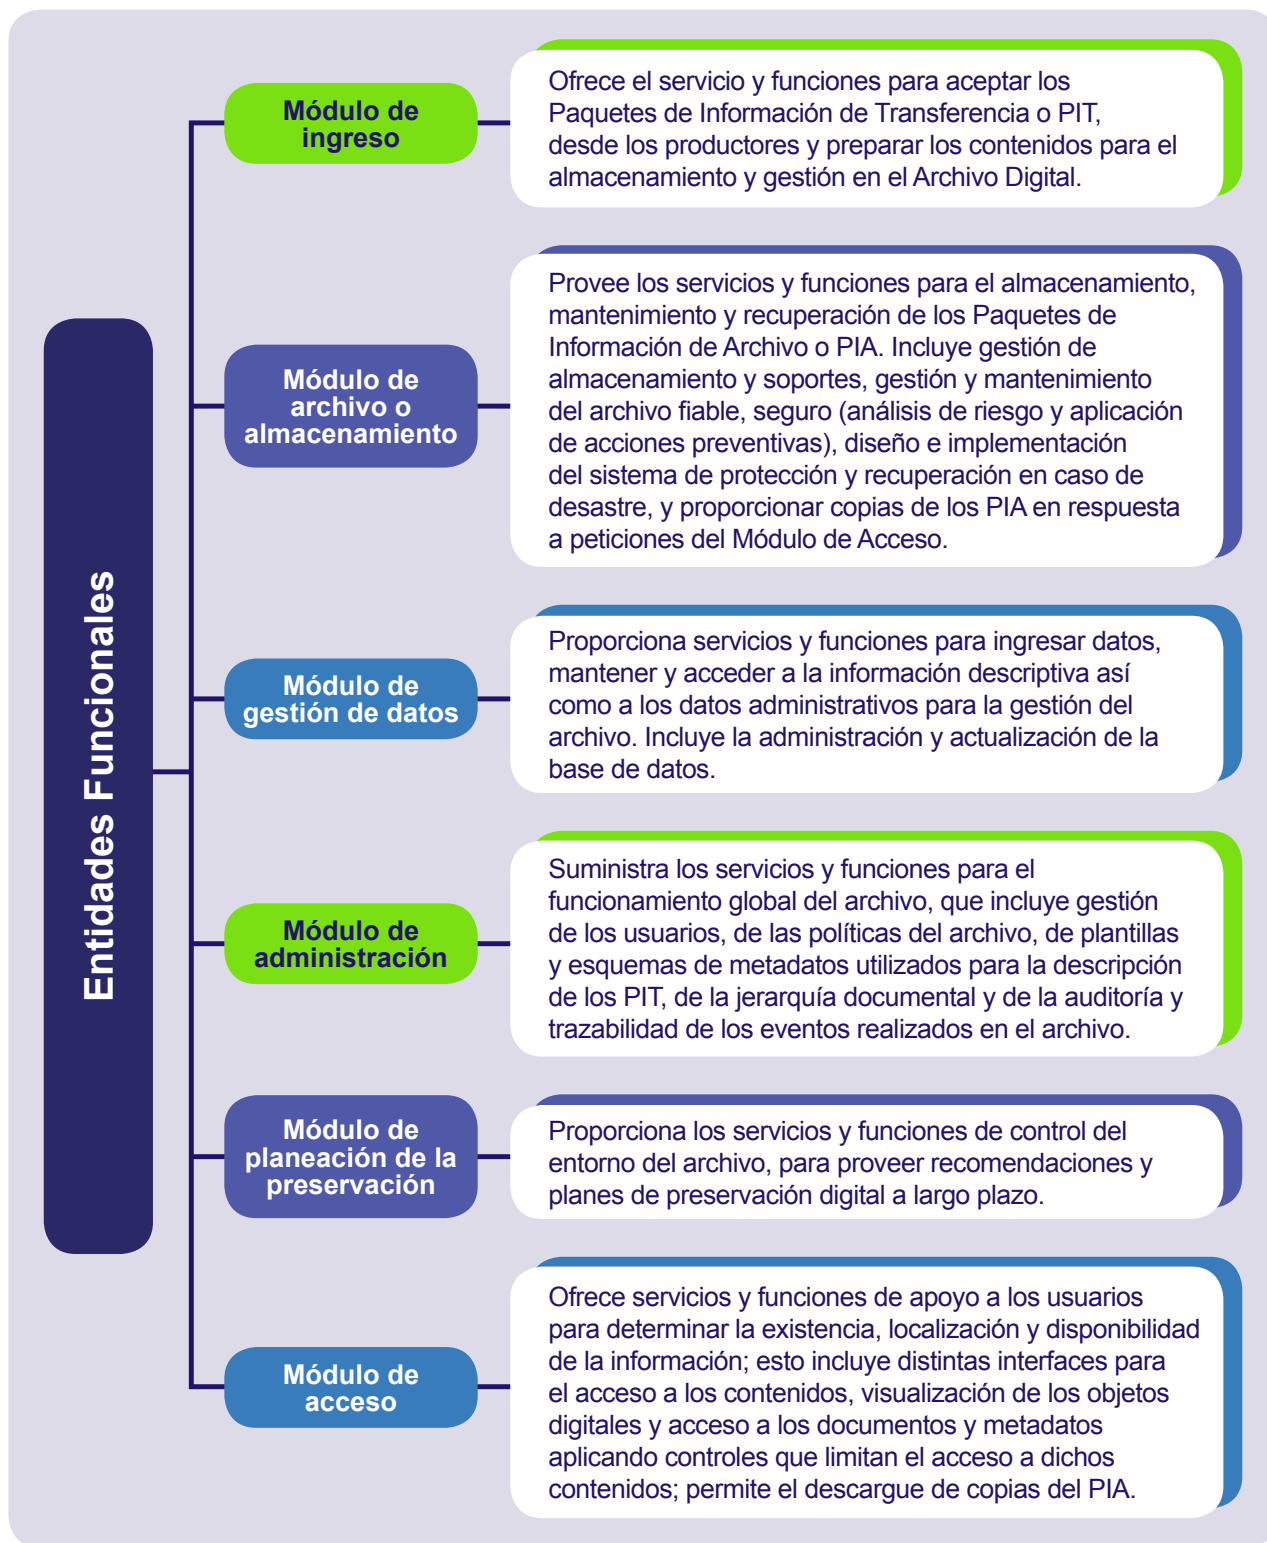 Entidades Funcionales
Módulo de
ingreso
Ofrece el servicio y funciones para aceptar los
Paquetes de Información de Transferencia o PIT,
desde los productores y preparar los contenidos para el
almacenamiento y gestión en el Archivo Digital.
Módulo de
archivo o
almacenamiento
Provee los servicios y funciones para el almacenamiento,
mantenimiento y recuperación de los Paquetes de
Información de Archivo o PIA. Incluye gestión de
almacenamiento y soportes, gestión y mantenimiento
del archivo fiable, seguro (análisis de riesgo y aplicación
de acciones preventivas), diseño e implementación
del sistema de protección y recuperación en caso de
desastre, y proporcionar copias de los PIA en respuesta
a peticiones del Módulo de Acceso.
Módulo de
gestión de datos
Proporciona servicios y funciones para ingresar datos,
mantener y acceder a la información descriptiva así
como a los datos administrativos para la gestión del
archivo. Incluye la administración y actualización de la
base de datos.
Módulo de
administración
Suministra los servicios y funciones para el
funcionamiento global del archivo, que incluye gestión
de los usuarios, de las políticas del archivo, de plantillas
y esquemas de metadatos utilizados para la descripción
de los PIT, de la jerarquía documental y de la auditoría y
trazabilidad de los eventos realizados en el archivo.
Módulo de
planeación de la
preservación
Proporciona los servicios y funciones de control del
entorno del archivo, para proveer recomendaciones y
planes de preservación digital a largo plazo.
Módulo de
acceso
Ofrece servicios y funciones de apoyo a los usuarios
para determinar la existencia, localización y disponibilidad
de la información; esto incluye distintas interfaces para
el acceso a los contenidos, visualización de los objetos
digitales y acceso a los documentos y metadatos
aplicando controles que limitan el acceso a dichos
contenidos; permite el descargue de copias del PIA.